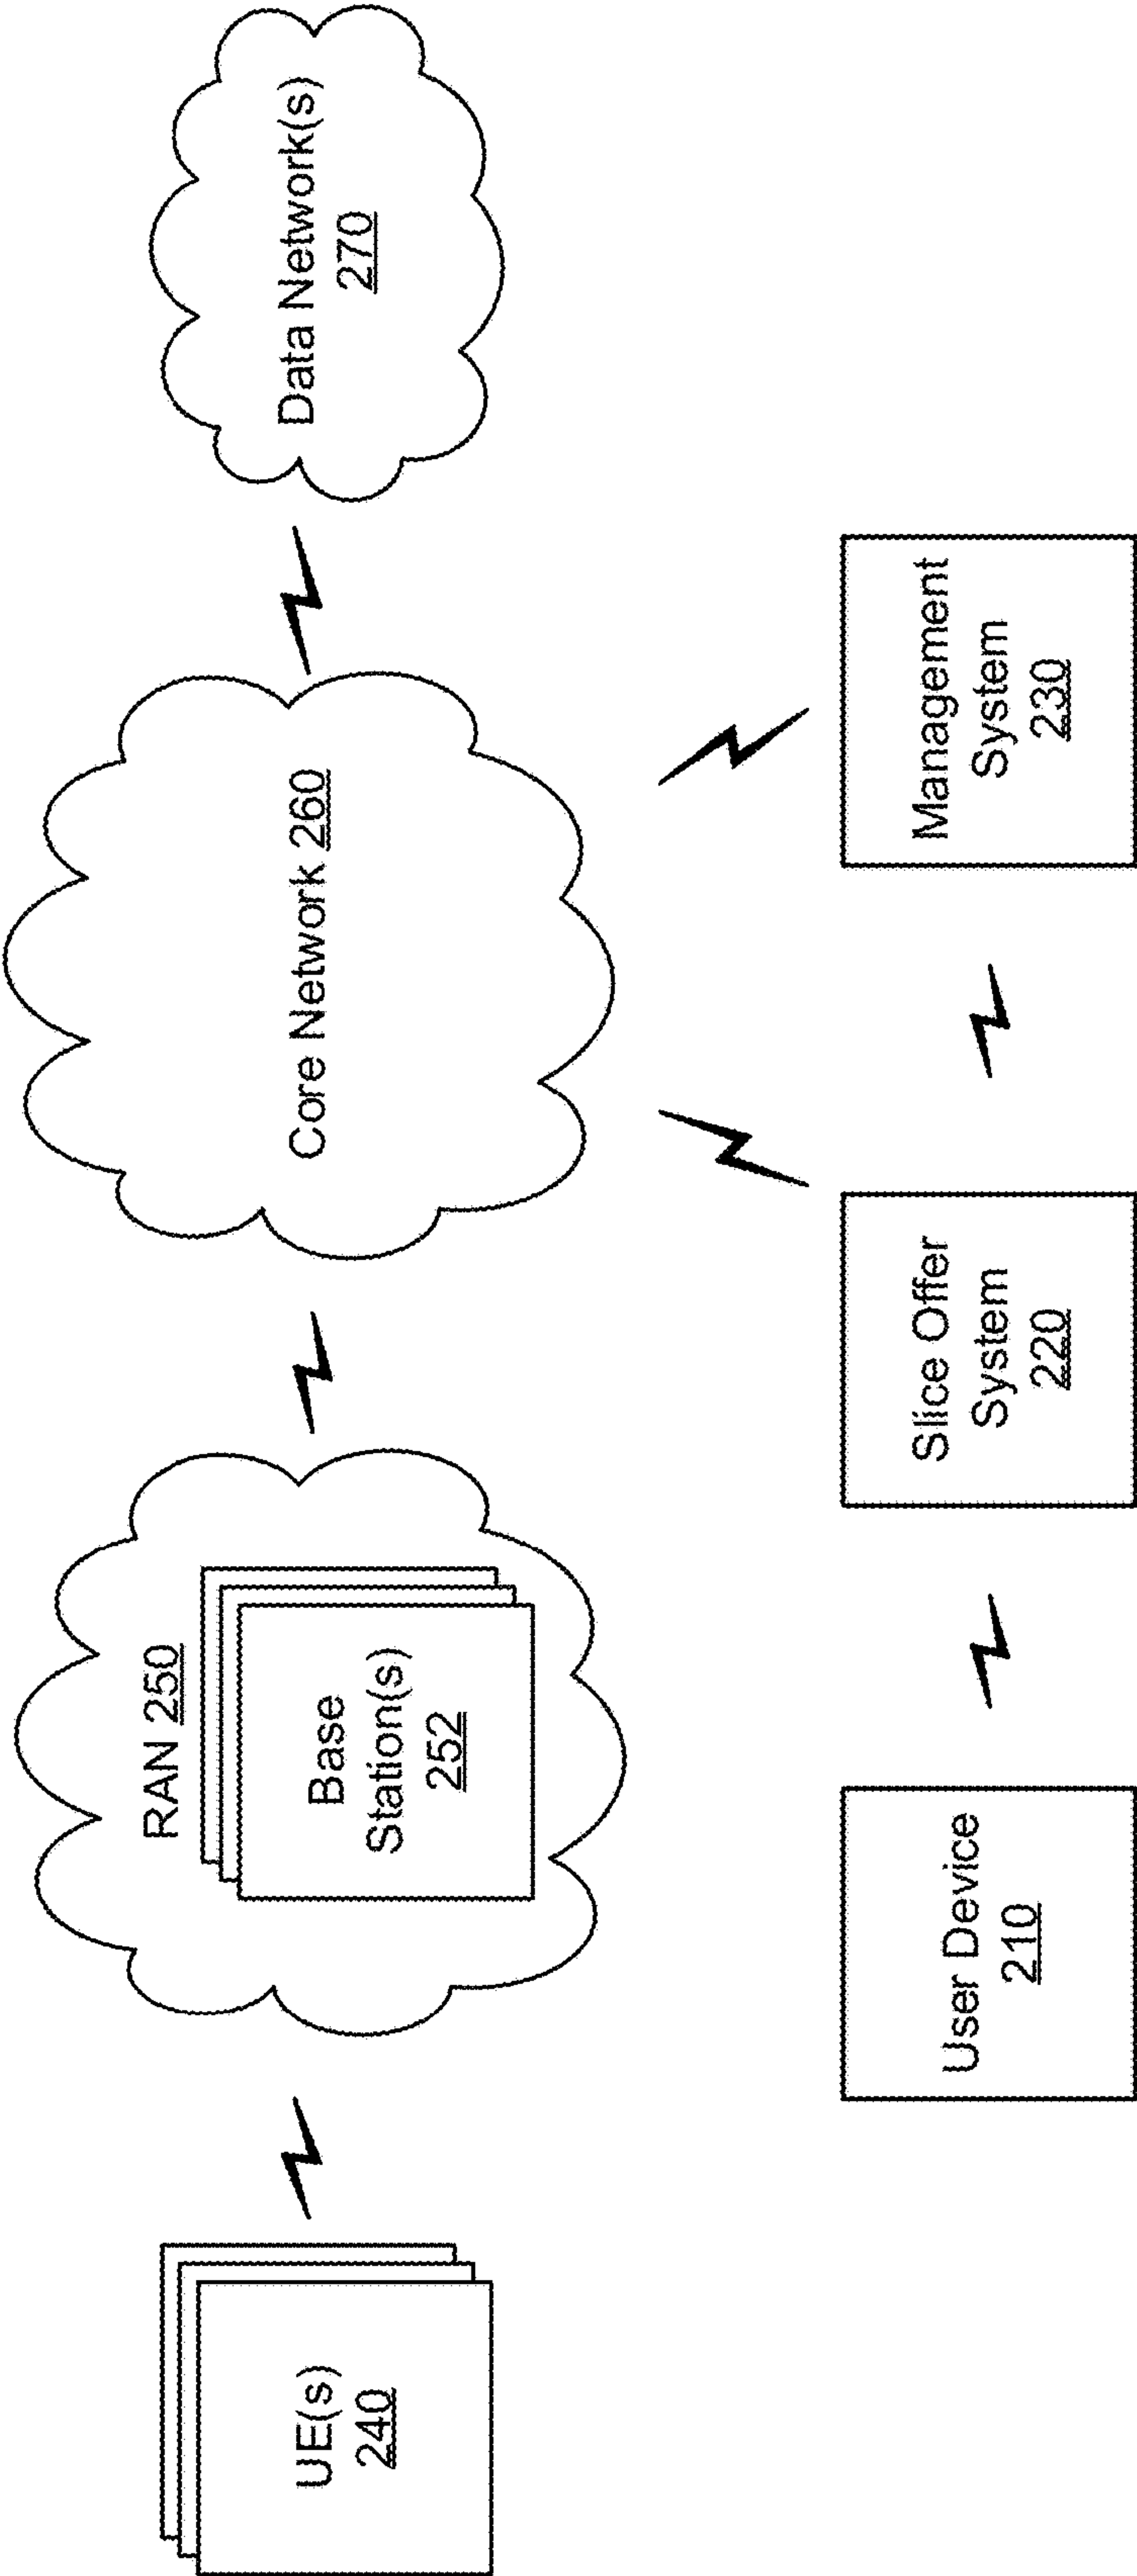 UE(s)
240
RAN 250
Base
Station(s)
252
Core Network 260
Data Network(s)
270
User Device
210
Slice Offer
System
220
Management
System
230